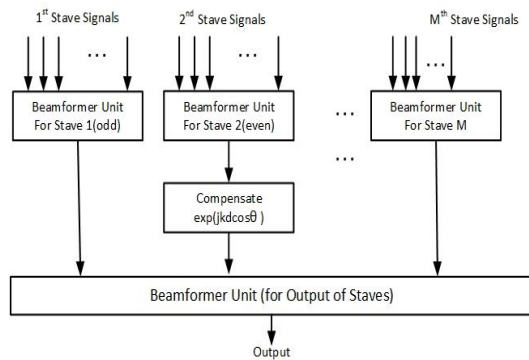 1st Stave Signals
2nd Stave Signals
Mth Stave Signals
...
...
...
Beamformer Unit
For Stave 1(odd)
Beamformer Unit
For Stave 2(even)
...
...
Beamformer Unit
For Stave M
Compensate
exp(jkdcosθ )
Beamformer Unit (for Output of Staves)
Output